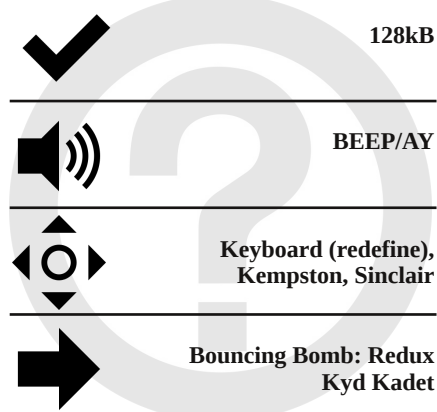 128kB
BEEP/AY
Keyboard (redefine),
Kempston, Sinclair
Bouncing Bomb: Redux
Kyd Kadet